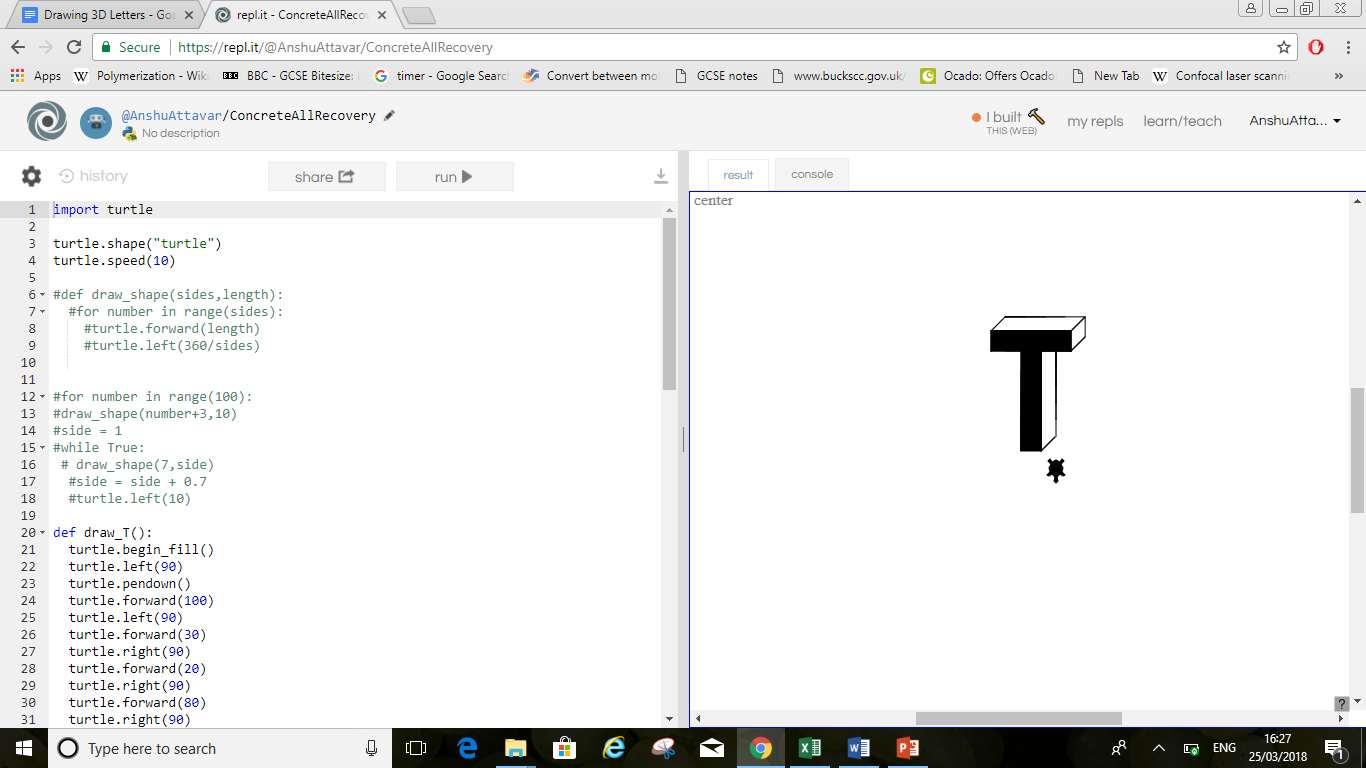 Drawing 3D Letters - Goo
repl.it - ConcreteAllRecov
Secure
https://repl.it/@AnshuAttavar/ConcreteAllRecovery
Apps
Polymerization - Wik
BBC - GCSE Bitesize:
timer - Google Searc
Convert between mo
GCSE notes
www.buckscc.gov.uk/
Ocado: Offers Ocado
New Tab
Confocal laser scanni
»
@AnshuAttavar/ConcreteAllRecovery
No description
I built
THIS (WEB)
my repls
learn/teach
AnshuAtta...
history
share
run
result
console
center
1 import turtle
2
3 turtle.shape("turtle")
4 turtle.speed(10)
5
6 #def draw_shape(sides,length):
7 #for number in range(sides):
8 #turtle.forward(length)
9 #turtle.left(360/sides)
10
11
12 #for number in range(100):
13 #draw_shape(number+3,10)
14 #side = 1
15 #while True:
16 # draw_shape(7,side)
17 #side = side + 0.7
18 #turtle.left(10)
19
20 def draw_T():
21 turtle.begin_fill()
22 turtle.left(90)
23 turtle.pendown()
24 turtle.forward(100)
25 turtle.left(90)
26 turtle.forward(30)
27 turtle.right(90)
28 turtle.forward(20)
29 turtle.right(90)
30 turtle.forward(80)
31 turtle.right(90)
T
?
Type here to search
ENG
16:27
25/03/2018
1